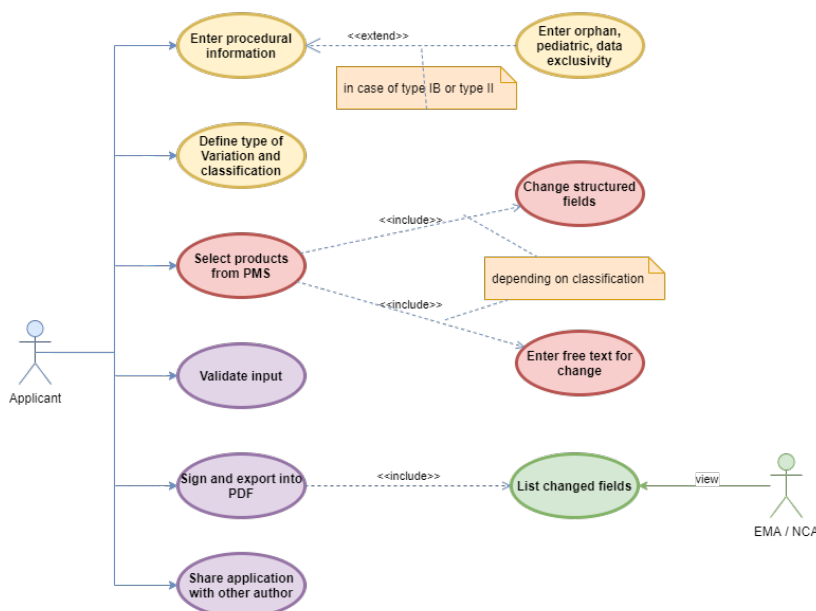 Enter procedural
information
<<extend>>
Enter orphan,
pediatric, data
exclusivity
in case of type IB or type II
Define type of
Variation and
classification
Change structured
fields
<<include>>
Select products
from PMS
depending on classification
<<include>>
Enter free text for
change
Applicant
Validate input
Sign and export into
PDF
<<include>>
List changed fields
view
EMA / NCA
Share application
with other author